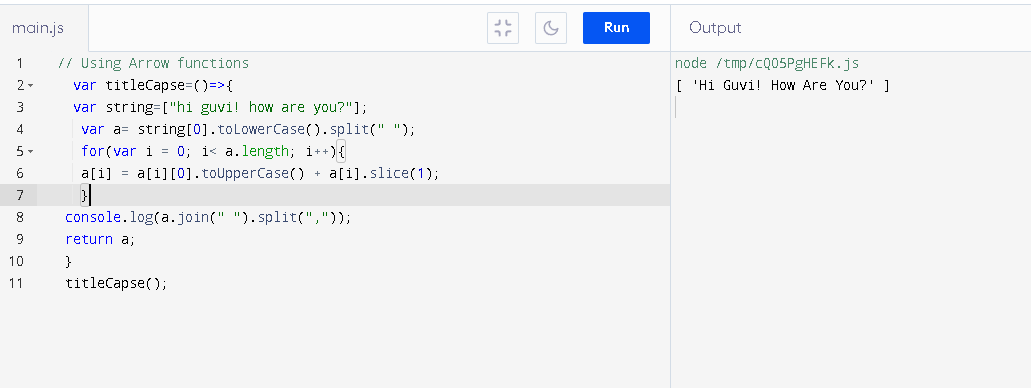 main.js
Run
Output
1 // Using Arrow functions
2 var titleCapse=()=>{
3 var string=["hi guvi! how are you?"];
4 var a= string[0].toLowerCase().split(" ");
5 for(var i = 0; i< a.length; i++){
6 a[i] = a[i][0].toUpperCase() + a[i].slice(1);
7 }
8 console.log(a.join(" ").split(","));
9 return a;
10 }
11 titleCapse();
node /tmp/cQ05PgHEFk.js
[ 'Hi Guvi! How Are You?' ]